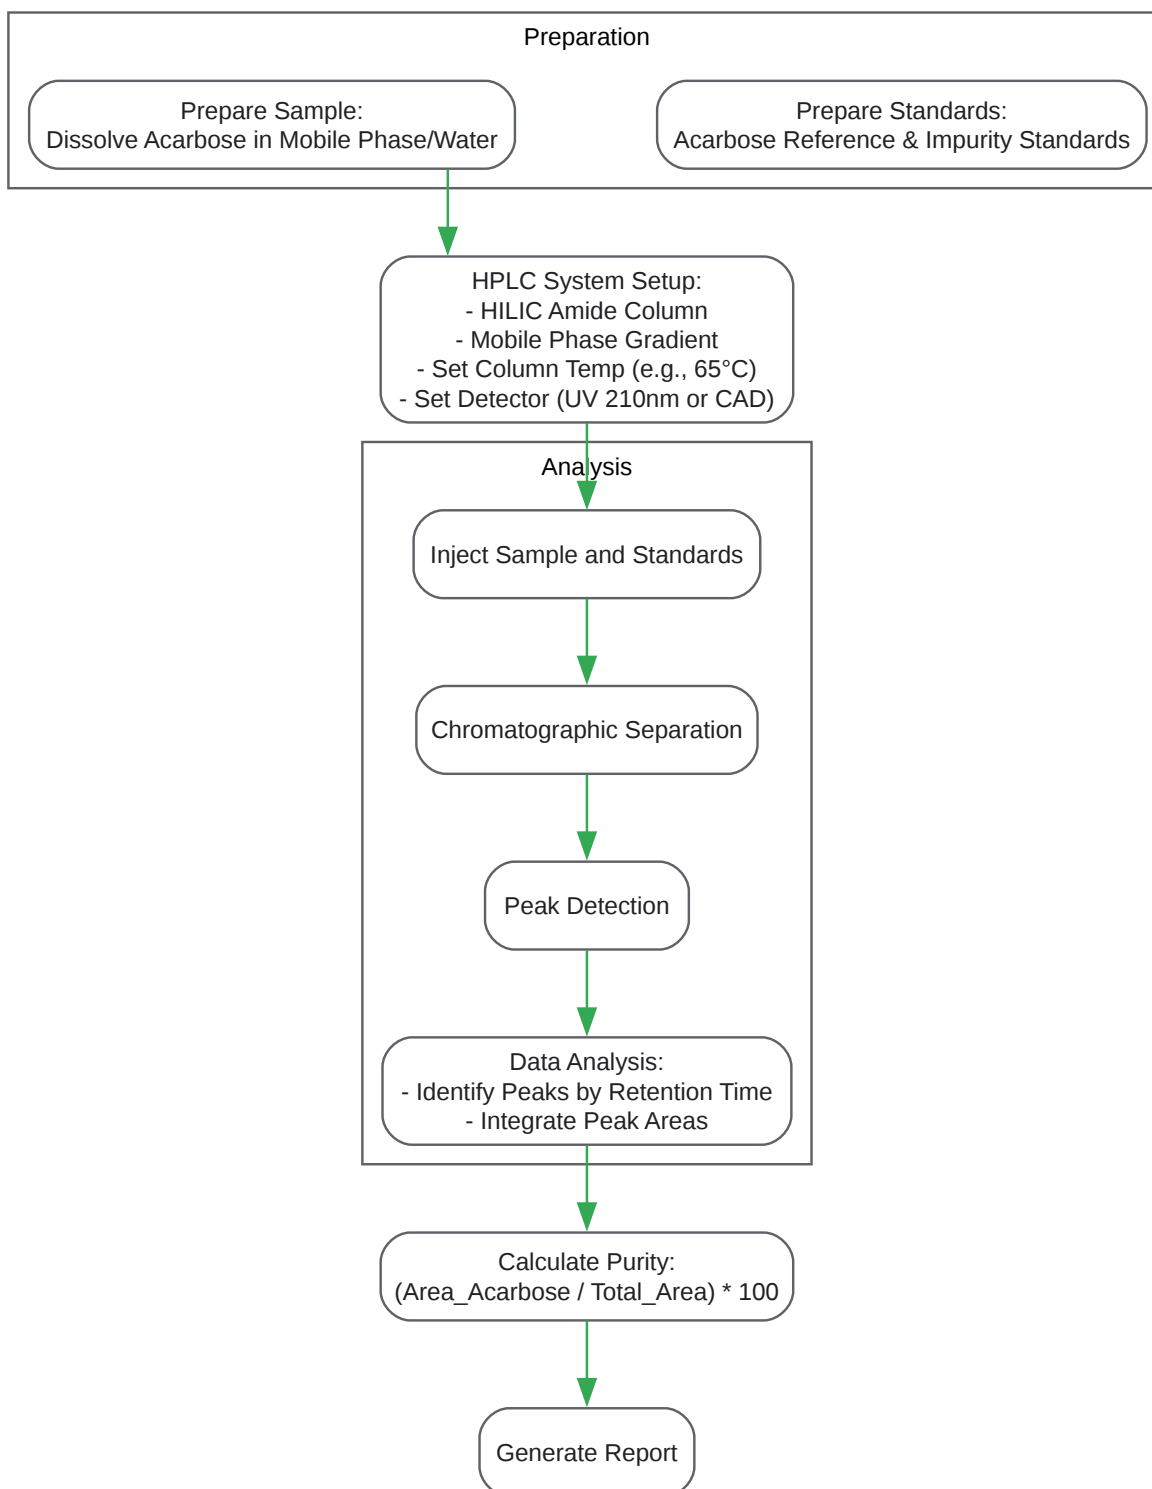 Preparation
Prepare Sample:
Dissolve Acarbose in Mobile Phase/Water
Prepare Standards:
Acarbose Reference & Impurity Standards
HPLC System Setup:
- HILIC Amide Column
- Mobile Phase Gradient
- Set Column Temp (e.g., 65°C)
- Set Detector (UV 210nm or CAD)
Analysis
Inject Sample and Standards
Chromatographic Separation
Peak Detection
Data Analysis:
- Identify Peaks by Retention Time
- Integrate Peak Areas
Calculate Purity:
(Area_Acarbose / Total_Area) * 100
Generate Report